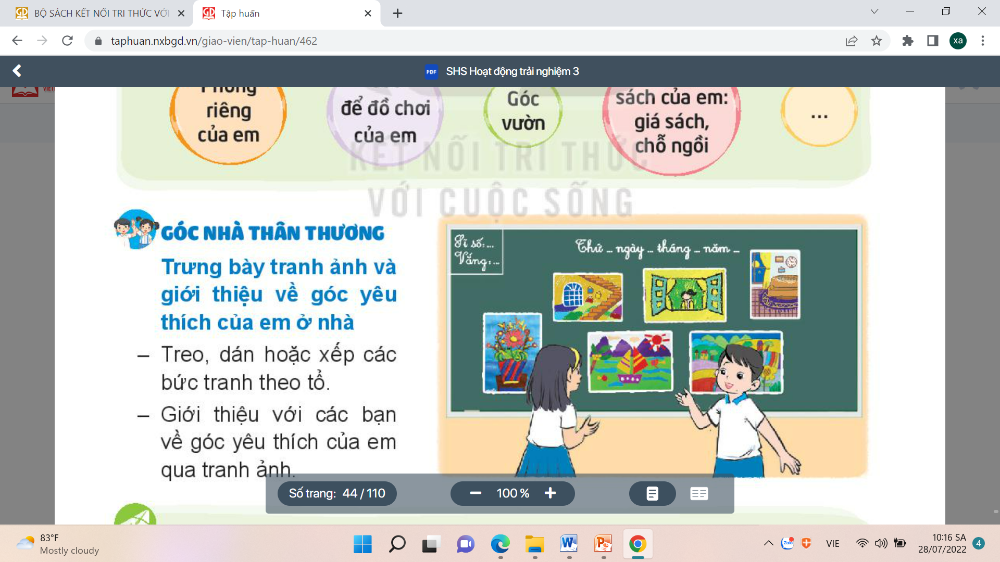 BỘ SÁCH KẾT NỐI TRI THỨC VỚI
Tập huấn
taphuan.nxbgd.vn/giao-vien/tap-huan/462
xa
PDF SHS Hoạt động trải nghiệm 3
Phòng
riêng
của em
để đồ chơi
của em
Góc
vườn
sách của em:
giá sách,
chỗ ngồi
...
KẾT NỐI TRI THỨC
VỚI CUỘC SỐNG
GÓC NHÀ THÂN THƯƠNG
Trưng bày tranh ảnh và
giới thiệu về góc yêu
thích của em ở nhà
– Treo, dán hoặc xếp các
bức tranh theo tổ.
– Giới thiệu với các bạn
về góc yêu thích của em
qua tranh ảnh.
Sĩ số:...
Vắng:...
Thứ ... ngày ... tháng ... năm ...
Số trang: 44 / 110
100 %
83°F
Mostly cloudy
Zalo
VIE
10:16 SA
28/07/2022
4